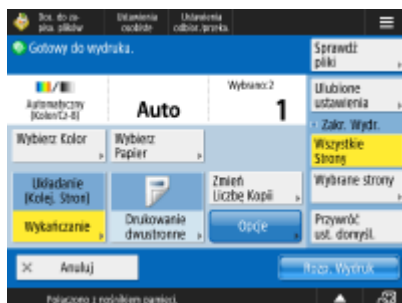 Dos. do za-
pisu. plików
Ustawienia
osobiste
Ustawienia
odbior./przeka.
Gotowy do wydruka.
Sprawdź
pliki
Automatyczny
(Kolor/Cz-B)
Auto
Wybrano:2
1
Ulubione
ustawienia
Zakr. Wydr.
Wybierz Kolor
Wybierz
Papier
Wszystkie
Strony
Układanie
(Kolej. Stron)
Zmień
Liczbę Kopii
Wybrane strony
Wykańczanie
Drukowanie
dwustronne
Opcje
Przywróć
ust. domyśl.
Anuluj
Rozp. Wydruk
Połączono z nośnikiem pamięci.